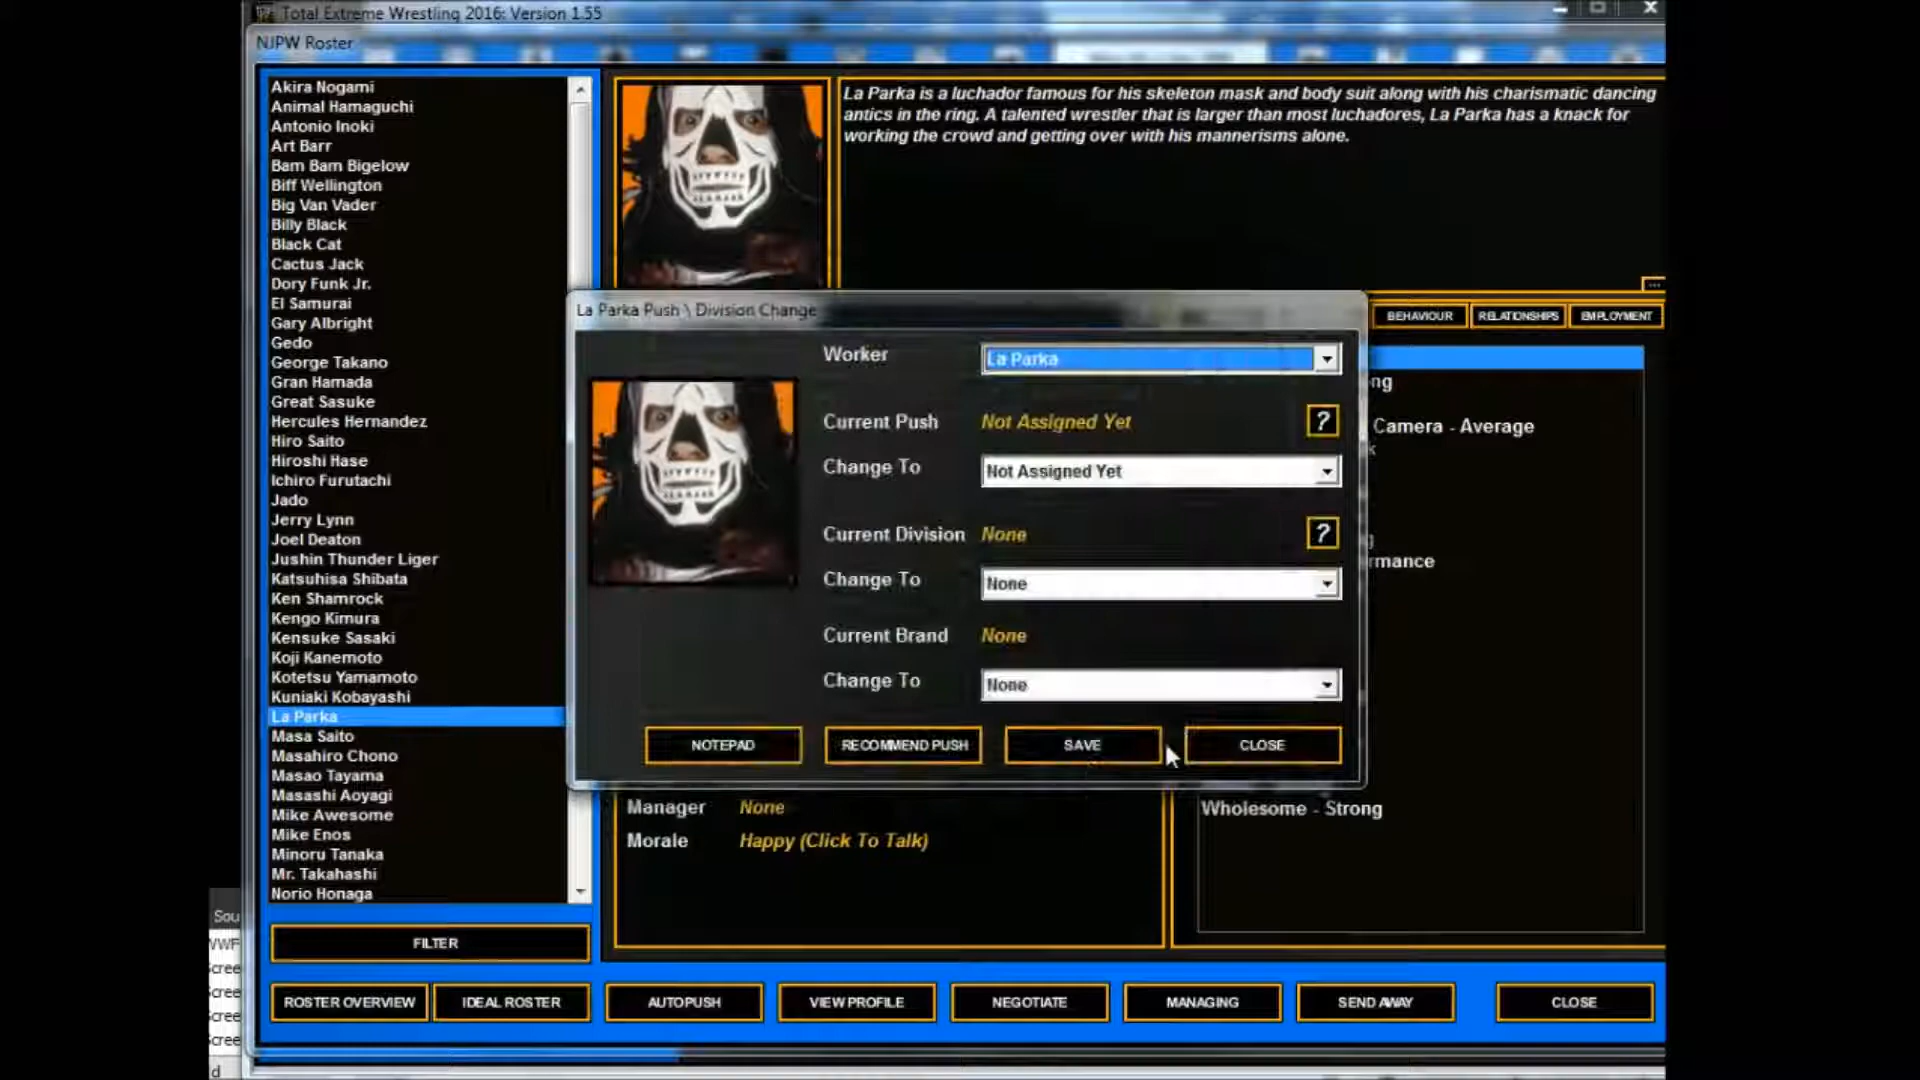 Total Extreme Wrestling 2016: Version 1.55
NJPW Roster
Akira Nogami
Animal Hamaguchi
Antonio Inoki
Art Barr
Bam Bam Bigelow
Biff Wellington
Big Van Vader
Billy Black
Black Cat
Cactus Jack
Dory Funk Jr.
El Samurai
Gary Albright
Gedo
George Takano
Gran Hamada
Great Sasuke
Hercules Hernandez
Hiro Saito
Hiroshi Hase
Ichiro Furutachi
Jado
Jerry Lynn
Joel Deaton
Jushin Thunder Liger
Katsuhisa Shibata
Ken Shamrock
Kengo Kimura
Kensuke Sasaki
Koji Kanemoto
Kotetsu Yamamoto
Kuniaki Kobayashi
La Parka
Masa Saito
Masahiro Chono
Masao Tayama
Masashi Aoyagi
Mike Awesome
Mike Enos
Minoru Tanaka
Mr. Takahashi
Norio Honaga
La Parka is a luchador famous for his skeleton mask and body suit along with his charismatic dancing
antics in the ring. A talented wrestler that is larger than most luchadores, La Parka has a knack for
working the crowd and getting over with his mannerisms alone.
...
BEHAVIOUR RELATIONSHIPS EMPLOYMENT
La Parka Push \ Division Change
Worker La Parka
Current Push Not Assigned Yet ?
Change To Not Assigned Yet
Current Division None ?
Change To None
Current Brand None
Change To None
NOTEPAD RECOMMEND PUSH SAVE CLOSE
ng
Camera - Average
k
g
rmance
Wholesome - Strong
Manager None
Morale Happy (Click To Talk)
FILTER
ROSTER OVERVIEW IDEAL ROSTER AUTOPUSH VIEW PROFILE NEGOTIATE MANAGING SEND AWAY CLOSE
Sou
WWF
Scree
Scree
Scree
Scree
d